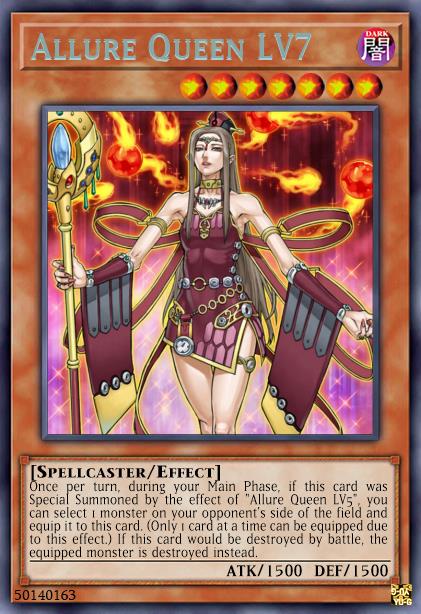 Allure Queen LV7
DARK
闇
[Spellcaster/Effect]
Once per turn, during your Main Phase, if this card was
Special Summoned by the effect of "Allure Queen LV5", you
can select 1 monster on your opponent's side of the field and
equip it to this card. (Only 1 card at a time can be equipped due
to this effect.) If this card would be destroyed by battle, the
equipped monster is destroyed instead.
ATK/1500 DEF/1500
50140163